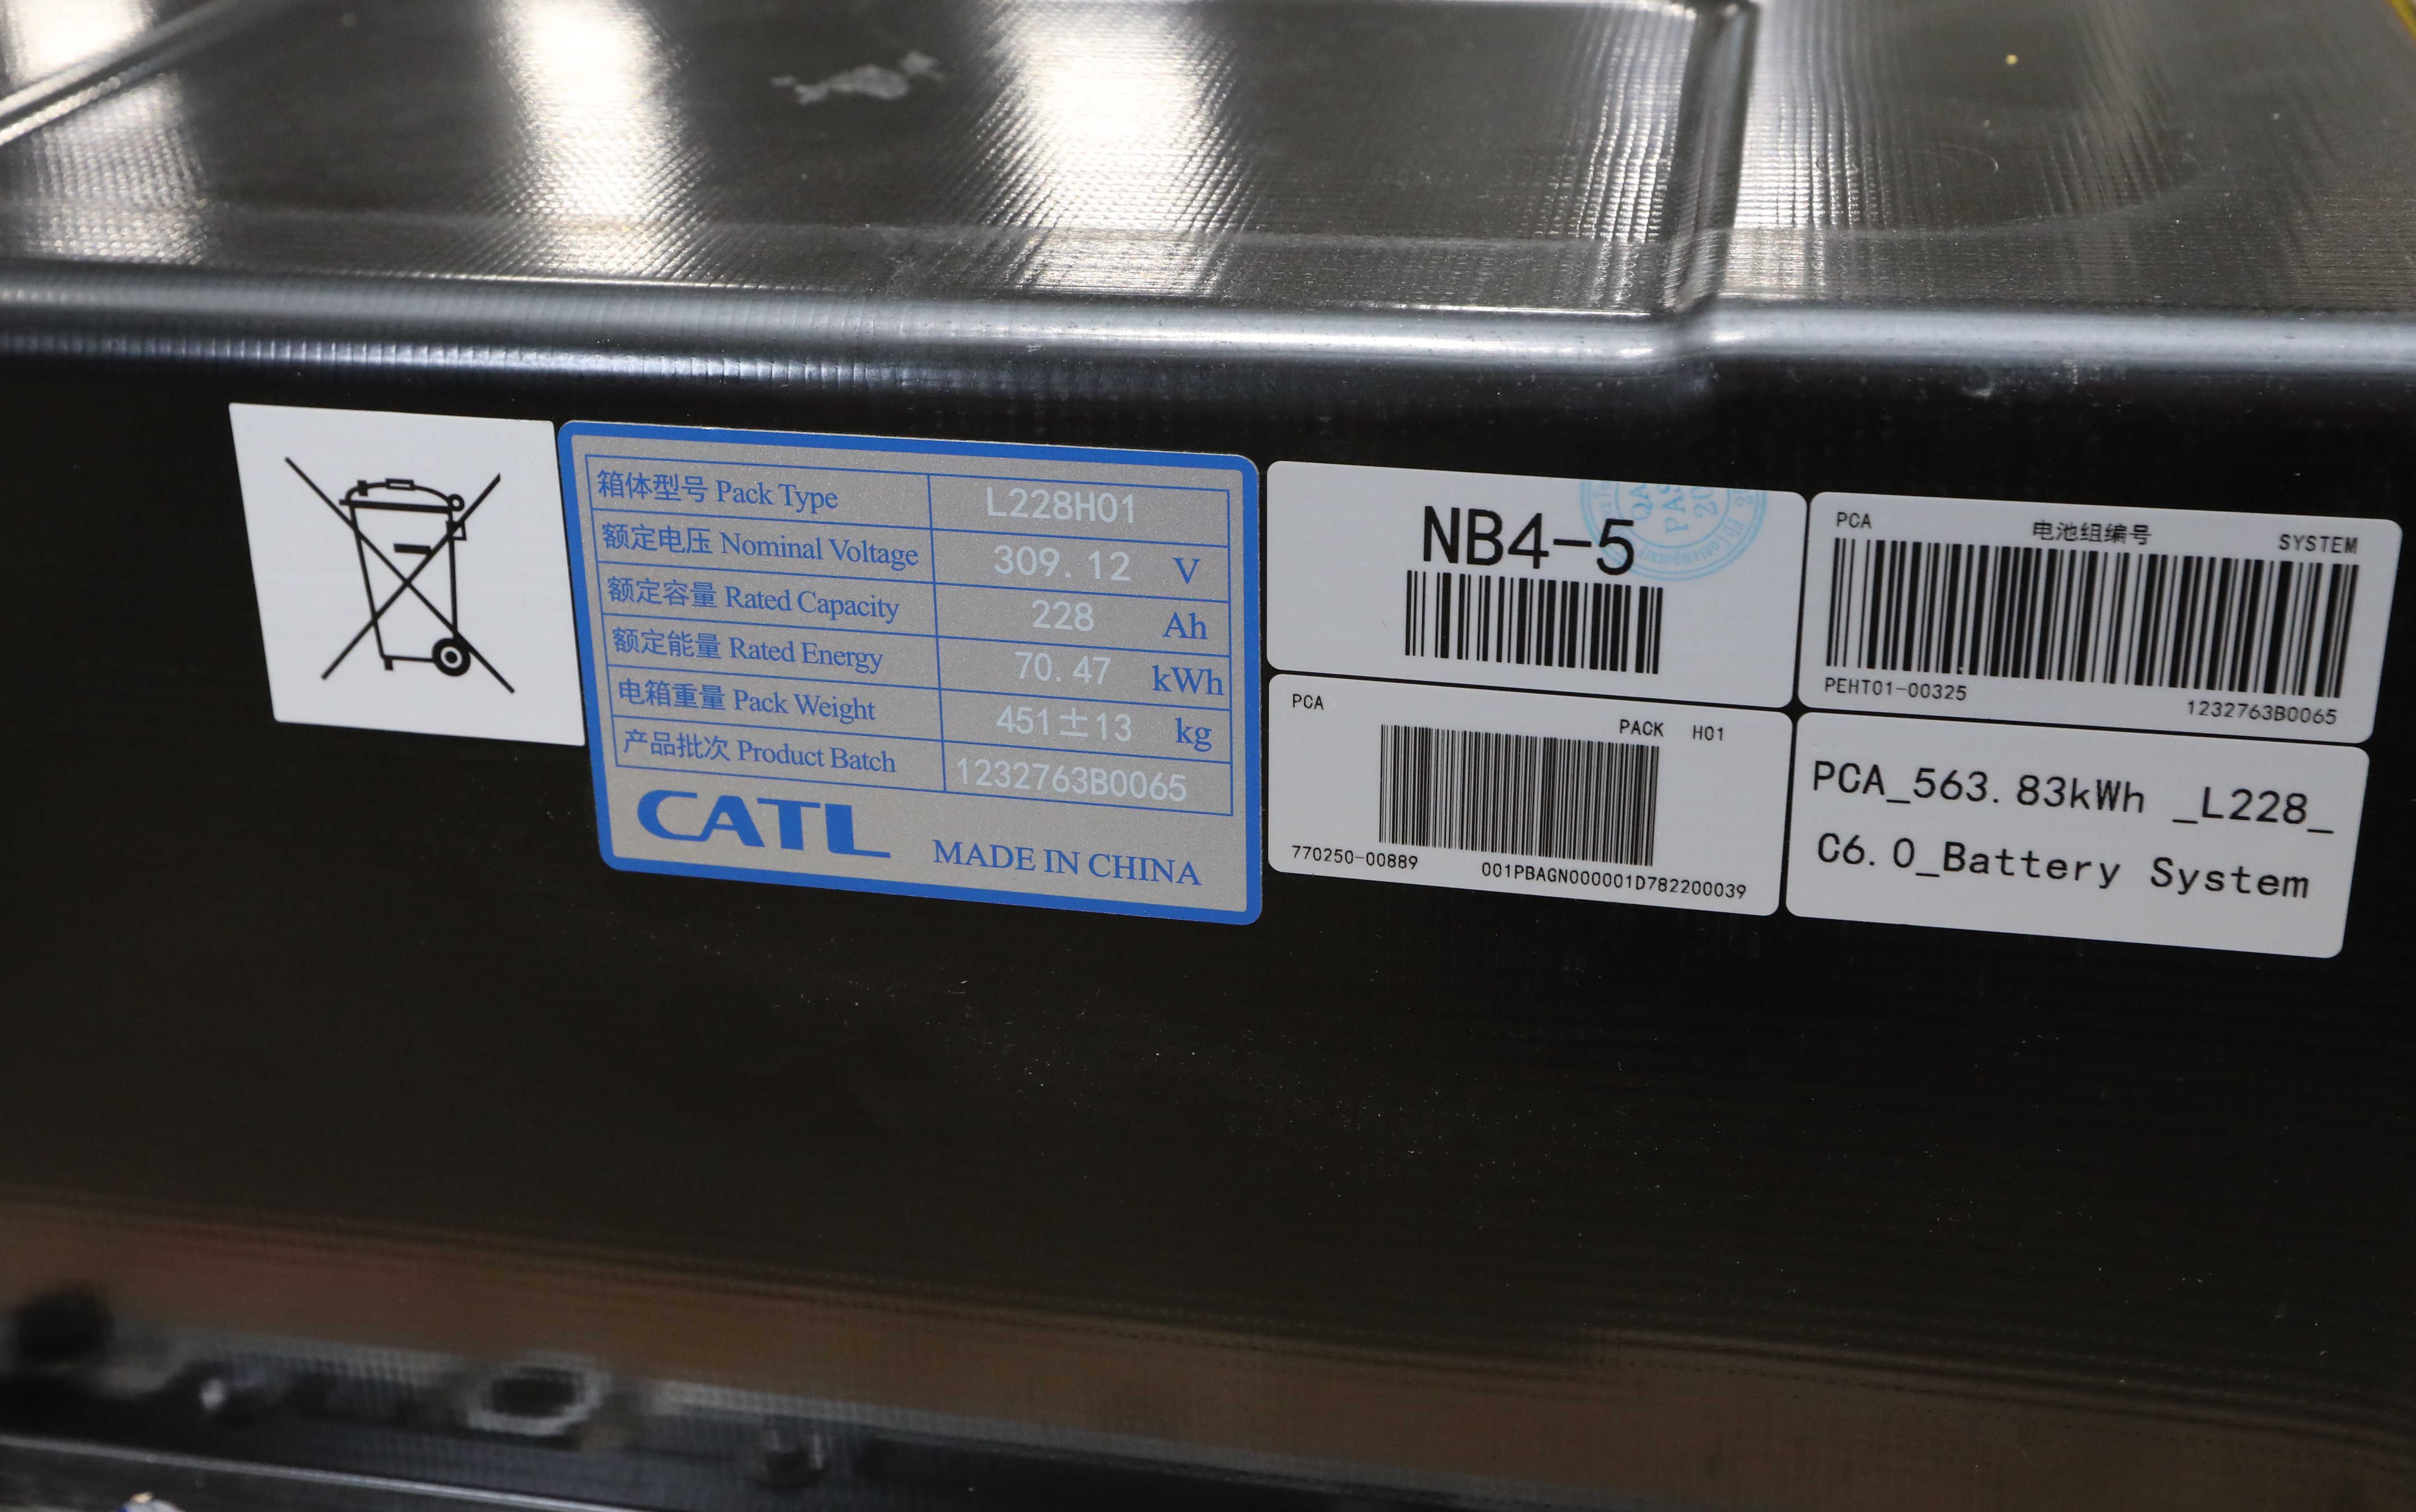 箱体型号 Pack Type L228H01
额定电压 Nominal Voltage 309.12 V
额定容量 Rated Capacity 228 Ah
额定能量 Rated Energy 70.47 kWh
电箱重量 Pack Weight 451±13 kg
产品批次 Product Batch 1232763B0065
CATL MADE IN CHINA
NB4-5
PCA
PACK H01
770250-00889 001PBAGN000001D782200039
PCA 电池组编号 SYSTEM
PEHT01-00325 1232763B0065
PCA_563.83kWh _L228_
C6.0_Battery System